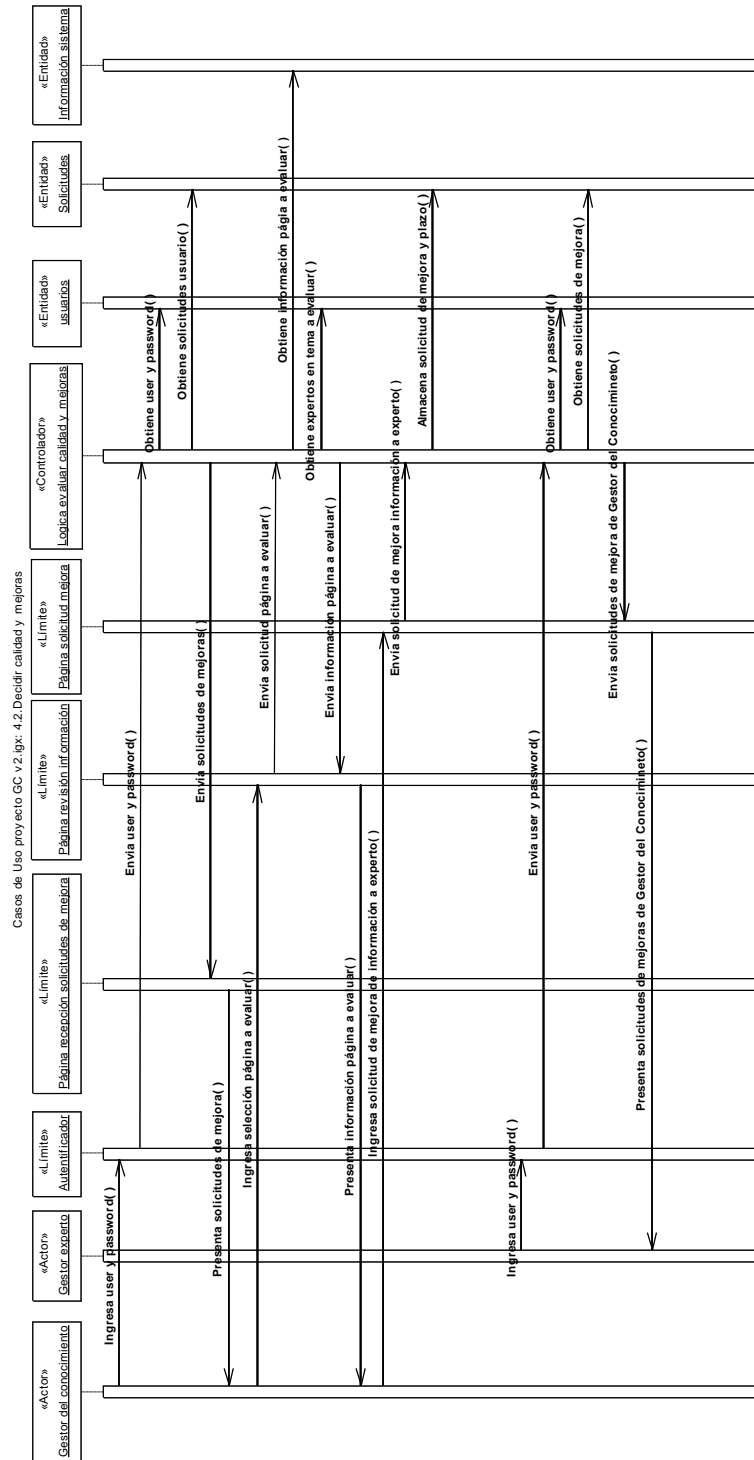 Casos de Uso proyecto GC v2.igx: 4.2.Decidir calidad y mejoras
«Actor»
Gestor del conocimiento
«Actor»
Gestor experto
«Límite»
Autentificador
«Límite»
Página recepción solicitudes de mejora
«Límite»
Página revisión información
«Límite»
Página solicitud mejora
«Controlador»
Logica evaluar calidad y mejoras
«Entidad»
usuarios
«Entidad»
Solicitudes
«Entidad»
Información sistema
Ingresa user y password( )
Envia user y password( )
Obtiene user y password( )
Obtiene solicitudes usuario( )
Envia solicitudes de mejoras( )
Presenta solicitudes de mejora( )
Ingresa selección página a evaluar( )
Envia solicitud página a evaluar( )
Obtiene información págia a evaluar( )
Obtiene expertos en tema a evaluar( )
Envia información página a evaluar( )
Presenta información página a evaluar( )
Ingresa solicitud de mejora de información a experto( )
Envia solicitud de mejora información a experto( )
Almacena solicitud de mejora y plazo( )
Ingresa user y password( )
Envia user y password( )
Obtiene user y password( )
Obtiene solicitudes de mejora( )
Envia solicitudes de mejora de Gestor del Conocimineto( )
Presenta solicitudes de mejoras de Gestor del Conocimineto( )